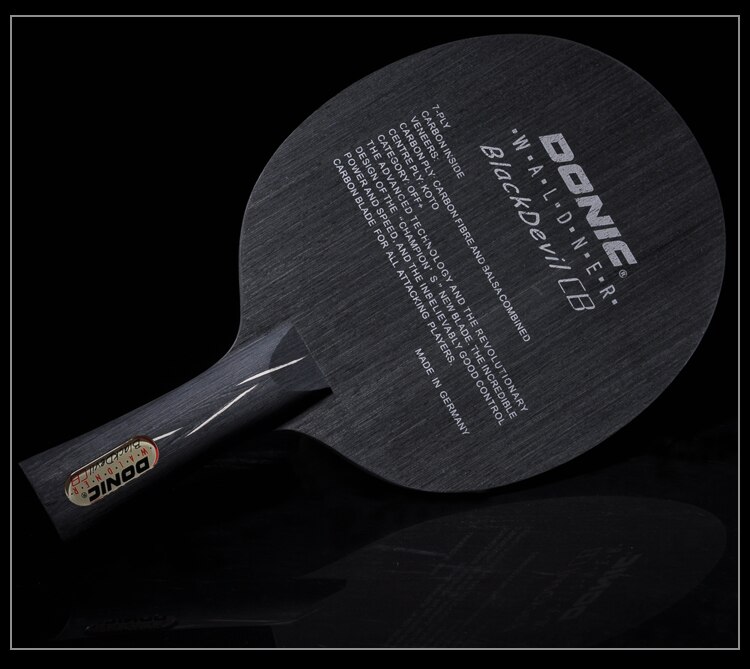 DONIC®
·W·A·L·D·N·E·R·
BlackDevil CB
7-PLY
CARBON INSIDE
VENEERS:
CARBON PLY: CARBON FIBRE AND BALSA COMBINED
CENTRE PLY: KOTO
CATEGORY: OFF+
THE ADVANCED TECHNOLOGY AND THE REVOLUTIONARY
DESIGN OF THE "CHAMPION'S" NEW BLADE. THE INCREDIBLE
POWER AND SPEED, AND THE INBELIEVABLY GOOD CONTROL
CARBON BLADE FOR ALL ATTACKING PLAYERS.
MADE IN GERMANY
DONIC®
W·A·L·D·N·E·R
BLACKDEVILCB